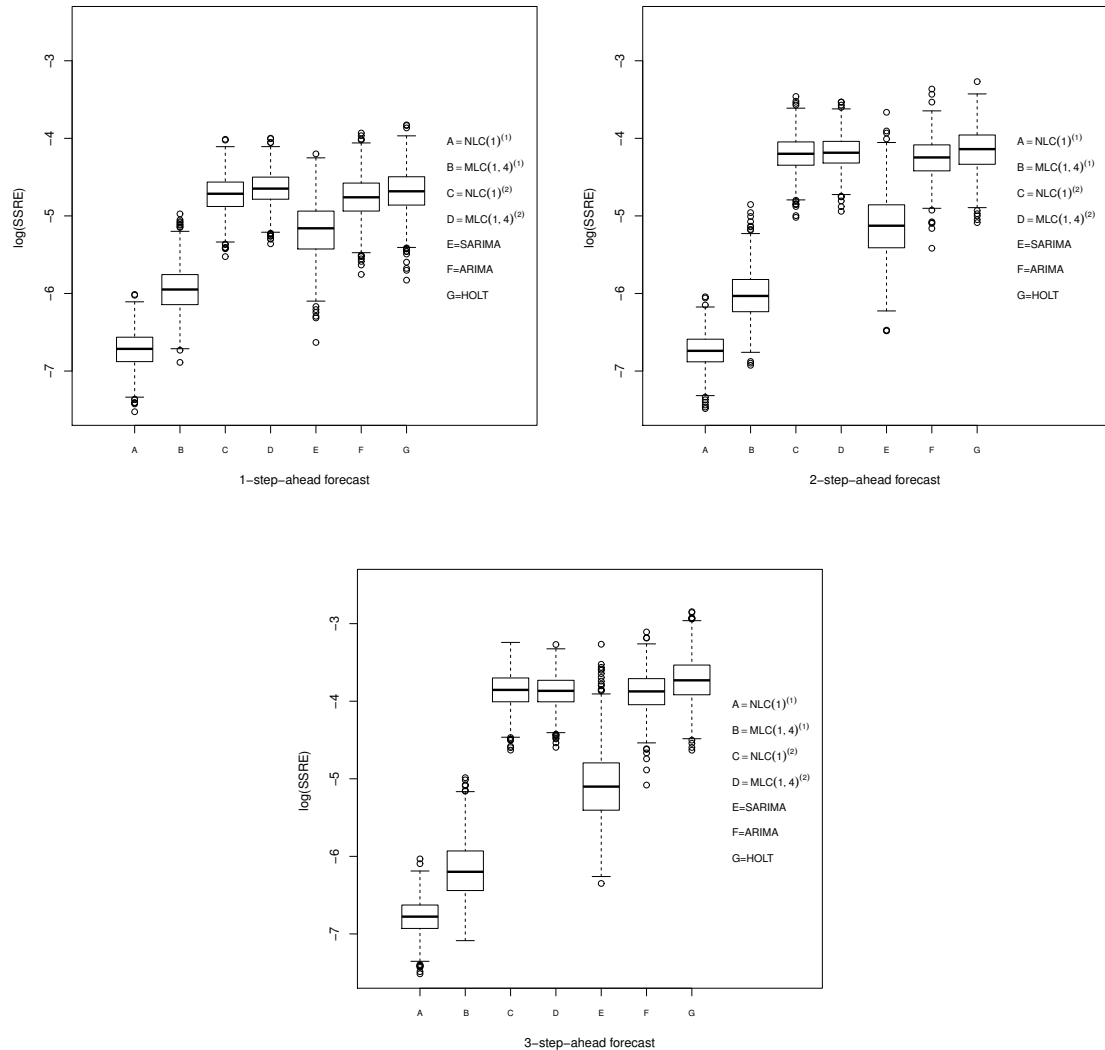 -3
-4
-5
-6
-7
log(SSRE)
A = NLC(1)^(1)
B = MLC(1, 4)^(1)
C = NLC(1)^(2)
D = MLC(1, 4)^(2)
E=SARIMA
F=ARIMA
G=HOLT
A B C D E F G
1-step-ahead forecast
-3
-4
-5
-6
-7
log(SSRE)
A = NLC(1)^(1)
B = MLC(1, 4)^(1)
C = NLC(1)^(2)
D = MLC(1, 4)^(2)
E=SARIMA
F=ARIMA
G=HOLT
A B C D E F G
2-step-ahead forecast
-3
-4
-5
-6
-7
log(SSRE)
A = NLC(1)^(1)
B = MLC(1, 4)^(1)
C = NLC(1)^(2)
D = MLC(1, 4)^(2)
E=SARIMA
F=ARIMA
G=HOLT
A B C D E F G
3-step-ahead forecast